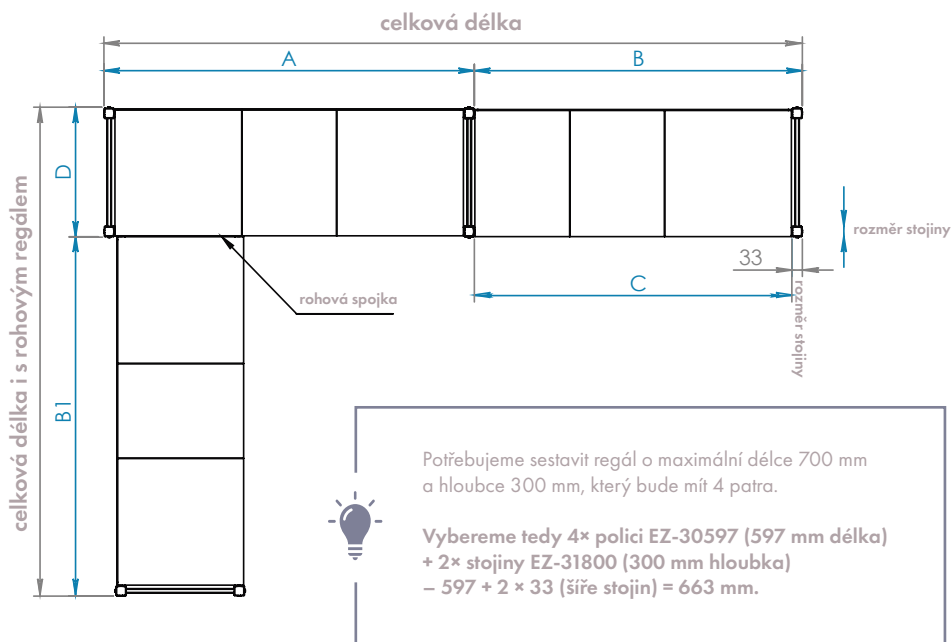 celková délka
A
B
D
celková délka i s rohovým regálem
rozměr stojiny
33
C
rozměr stojiny
rohová spojka
B1
Potřebujeme sestavit regál o maximální délce 700 mm
a hloubce 300 mm, který bude mít 4 patra.
Vybereme tedy 4× polici EZ-30597 (597 mm délka)
+ 2× stojiny EZ-31800 (300 mm hloubka)
– 597 + 2 × 33 (šíře stojin) = 663 mm.